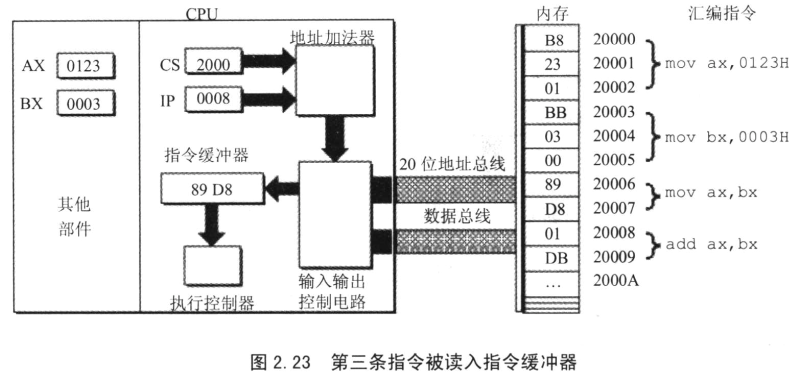 CPU
内存
汇编指令
地址加法器
AX 0123
BX 0003
CS 2000
IP 0008
指令缓冲器
89 D8
其他
部件
执行控制器
输入输出
控制电路
20 位地址总线
数据总线
B8 20000
23 20001
01 20002
mov ax,0123H
BB 20003
03 20004
00 20005
mov bx,0003H
89 20006
D8 20007
mov ax,bx
01 20008
DB 20009
add ax,bx
… 2000A
图 2.23 第三条指令被读入指令缓冲器